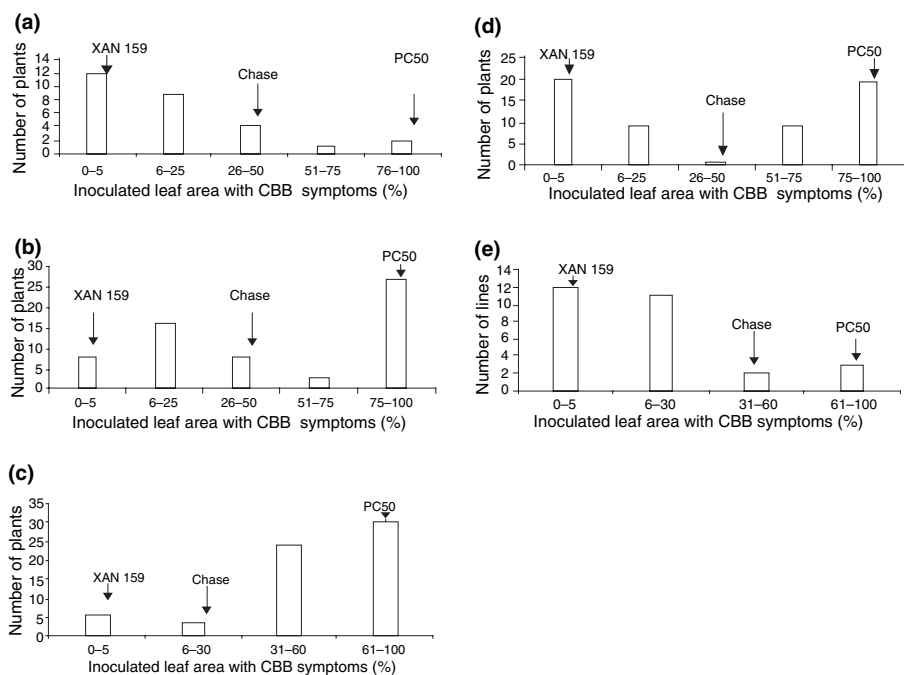 (a)
XAN 159
Chase
PC50
Number of plants
14
12
10
8
6
4
2
0
0–5 6–25 26–50 51–75 76–100
Inoculated leaf area with CBB symptoms (%)
(b)
XAN 159
Chase
PC50
Number of plants
30
25
20
15
10
5
0
0–5 6–25 26–50 51–75 75–100
Inoculated leaf area with CBB symptoms (%)
(c)
XAN 159
Chase
PC50
Number of plants
35
30
25
20
15
10
5
0
0–5 6–30 31–60 61–100
Inoculated leaf area with CBB symptoms (%)
(d)
XAN 159
Chase
PC50
Number of plants
25
20
15
10
5
0
0–5 6–25 26–50 51–75 75–100
Inoculated leaf area with CBB symptoms (%)
(e)
XAN 159
Chase
PC50
Number of lines
14
12
10
8
6
4
2
0
0–5 6–30 31–60 61–100
Inoculated leaf area with CBB symptoms (%)